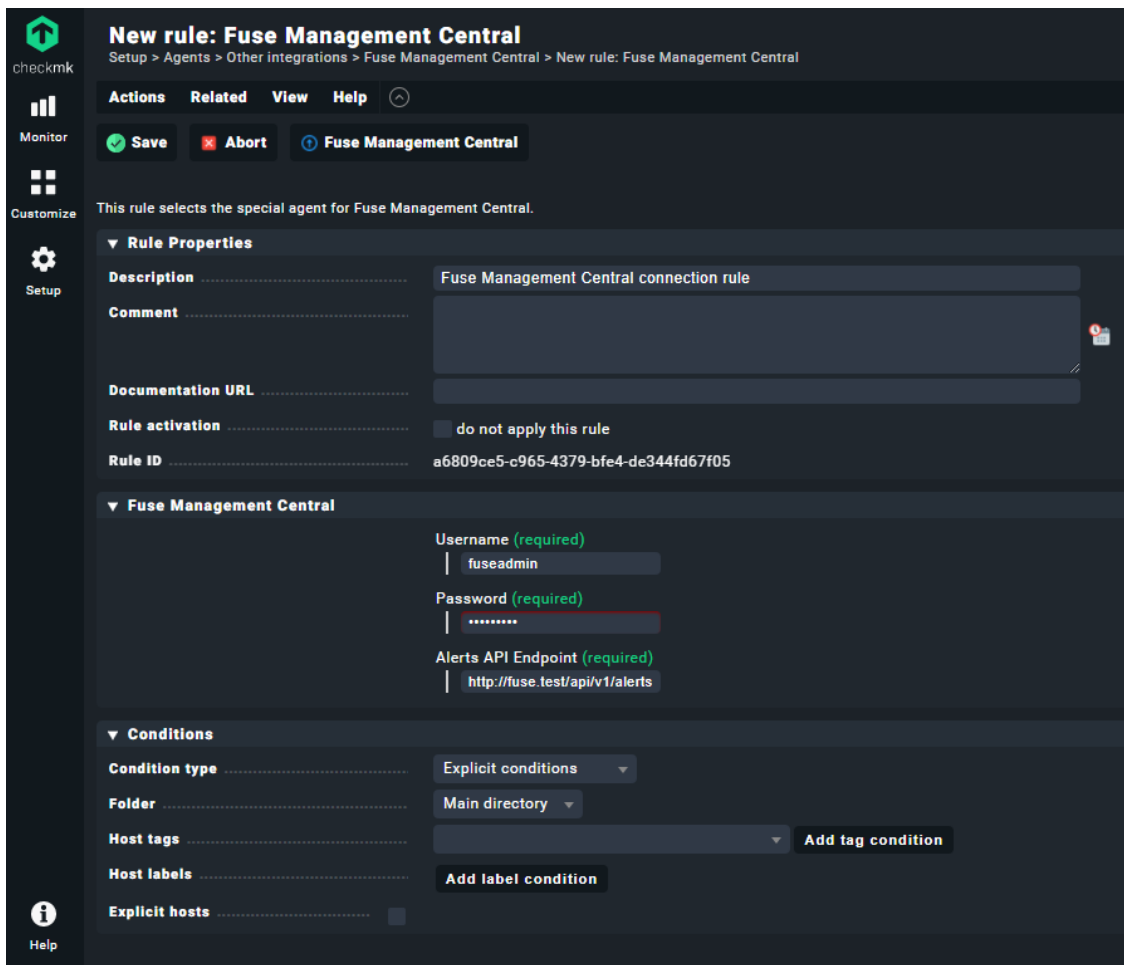 New rule: Fuse Management Central
Setup > Agents > Other integrations > Fuse Management Central > New rule: Fuse Management Central
checkmk
Actions Related View Help
Monitor
Save Abort Fuse Management Central
Customize
This rule selects the special agent for Fuse Management Central.
Rule Properties
Setup
Description Fuse Management Central connection rule
Comment
Documentation URL
Rule activation do not apply this rule
Rule ID a6809ce5-c965-4379-bfe4-de344fd67f05
Fuse Management Central
Username (required)
fuseadmin
Password (required)
•••••••••
Alerts API Endpoint (required)
http://fuse.test/api/v1/alerts
Conditions
Condition type Explicit conditions
Folder Main directory
Host tags Add tag condition
Host labels Add label condition
Explicit hosts
Help